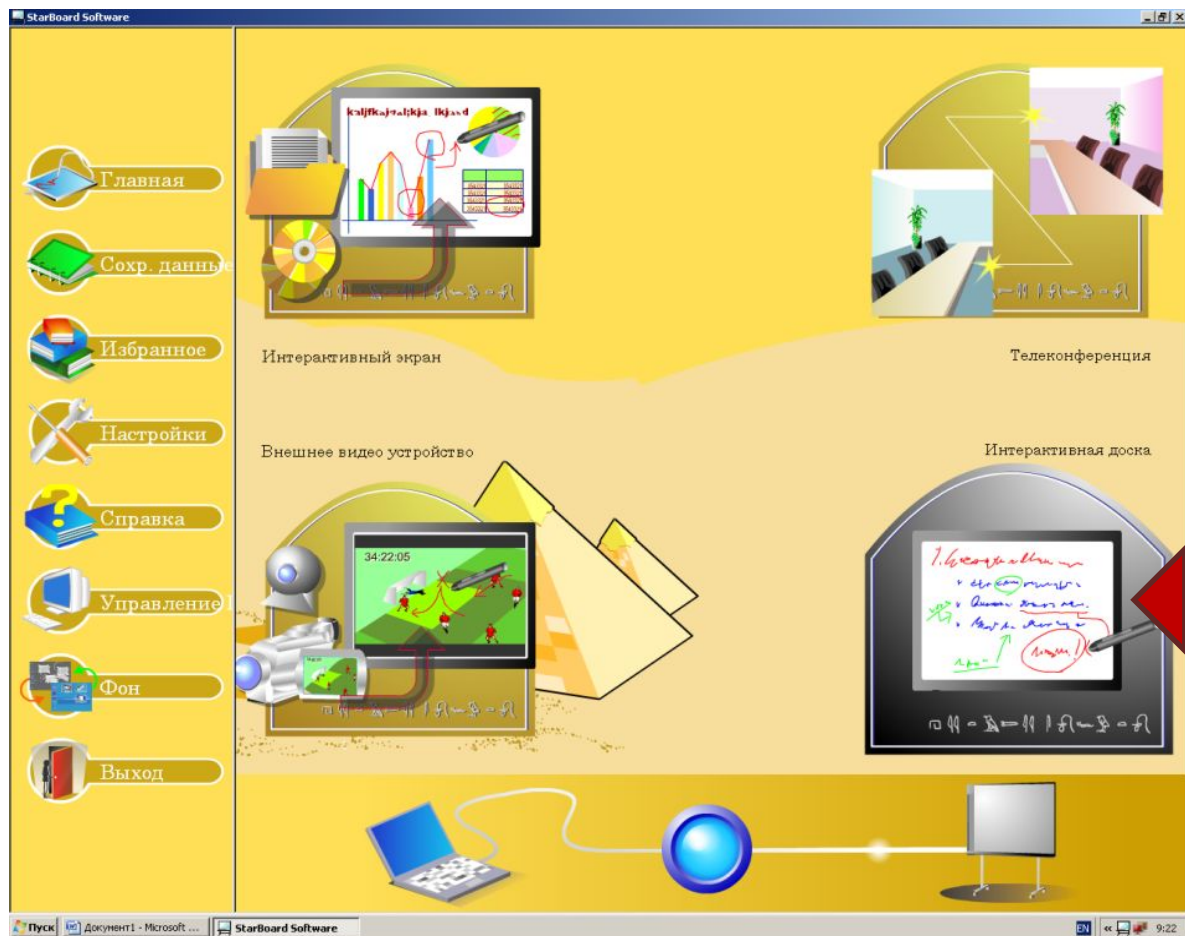 StarBoard Software
Главная
Сохр. данные
Избранное
Настройки
Справка
Управление
Фон
Выход
Интерактивный экран
Телеконференция
Внешнее видео устройство
Интерактивная доска
34:22:05
Пуск
Документ1 - Microsoft ...
StarBoard Software
EN
«
9:22